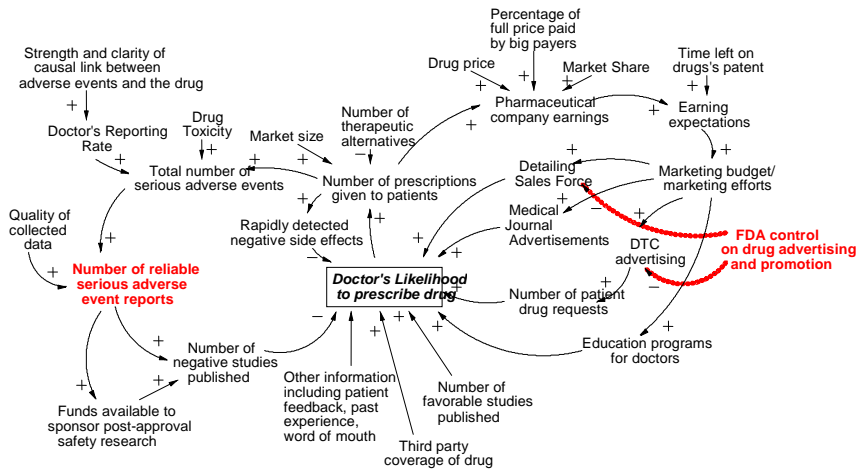 Percentage of
full price paid
by big payers
Strength and clarity of
causal link between
adverse events and the drug
Drug price
Market Share
Time left on
drugs's patent
Doctor's Reporting
Rate
Drug
Toxicity
Market size
Number of
therapeutic
alternatives
Pharmaceutical
company earnings
Earning
expectations
Total number of
serious adverse events
Number of prescriptions
given to patients
Detailing
Sales Force
Marketing budget/
marketing efforts
Quality of
collected
data
Rapidly detected
negative side effects
Medical
Journal
Advertisements
DTC
advertising
FDA control
on drug advertising
and promotion
Number of reliable
serious adverse
event reports
Doctor's Likelihood
to prescribe drug
Number of patient
drug requests
Number of
negative studies
published
Education programs
for doctors
Funds available to
sponsor post-approval
safety research
Other information
including patient
feedback, past
experience,
word of mouth
Number of
favorable studies
published
Third party
coverage of drug